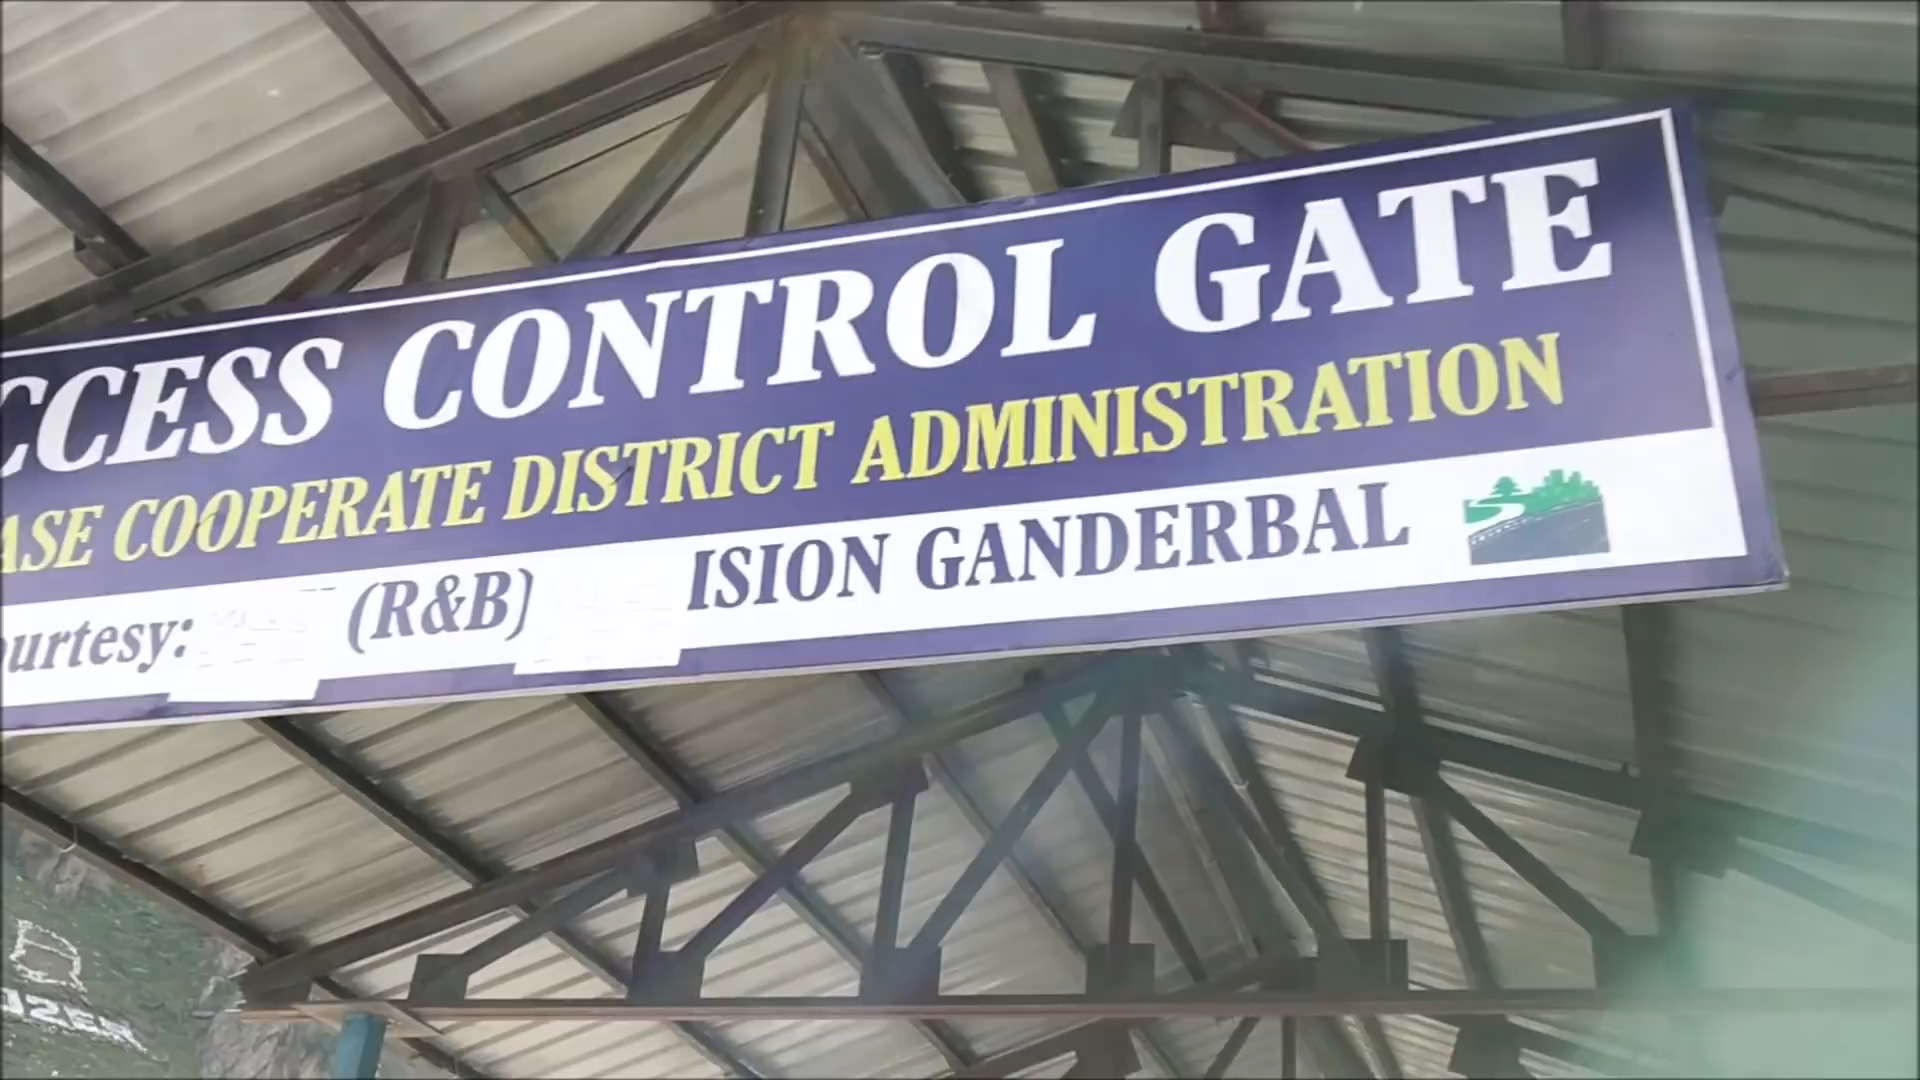 CCESS CONTROL GATE
ASE COOPERATE DISTRICT ADMINISTRATION
ourtesy: (R&B) ISION GANDERBAL